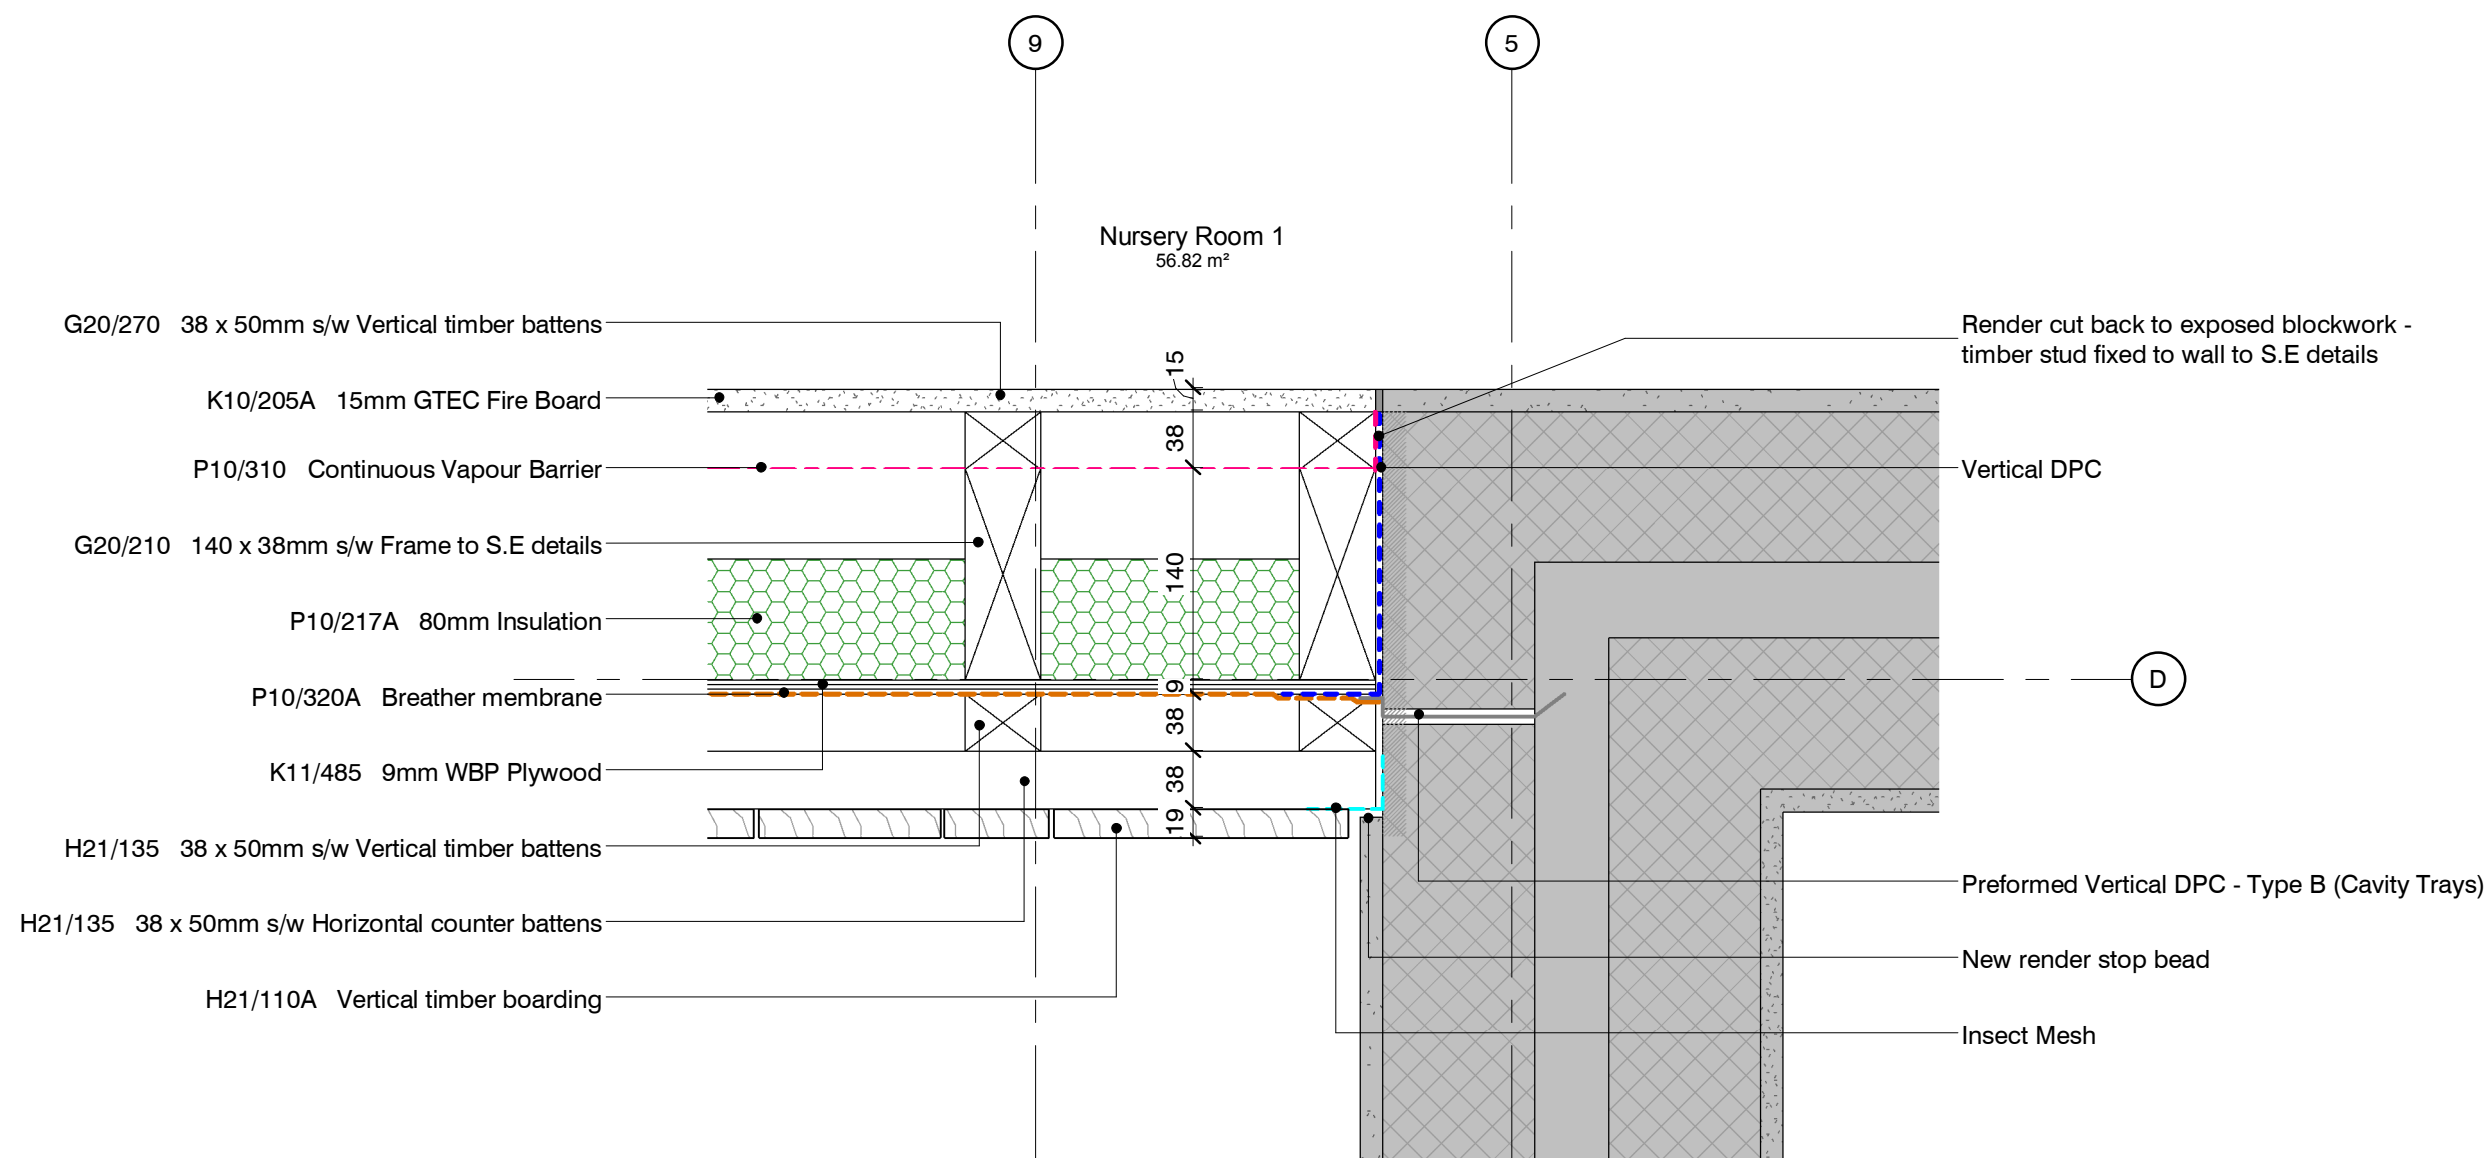 9
5
Nursery Room 1
56.82 m²
G20/270 38 x 50mm s/w Vertical timber battens
K10/205A 15mm GTEC Fire Board
P10/310 Continuous Vapour Barrier
G20/210 140 x 38mm s/w Frame to S.E details
P10/217A 80mm Insulation
P10/320A Breather membrane
K11/485 9mm WBP Plywood
H21/135 38 x 50mm s/w Vertical timber battens
H21/135 38 x 50mm s/w Horizontal counter battens
H21/110A Vertical timber boarding
15
38
140
9
38
38
19
Render cut back to exposed blockwork -
timber stud fixed to wall to S.E details
Vertical DPC
D
Preformed Vertical DPC - Type B (Cavity Trays)
New render stop bead
Insect Mesh